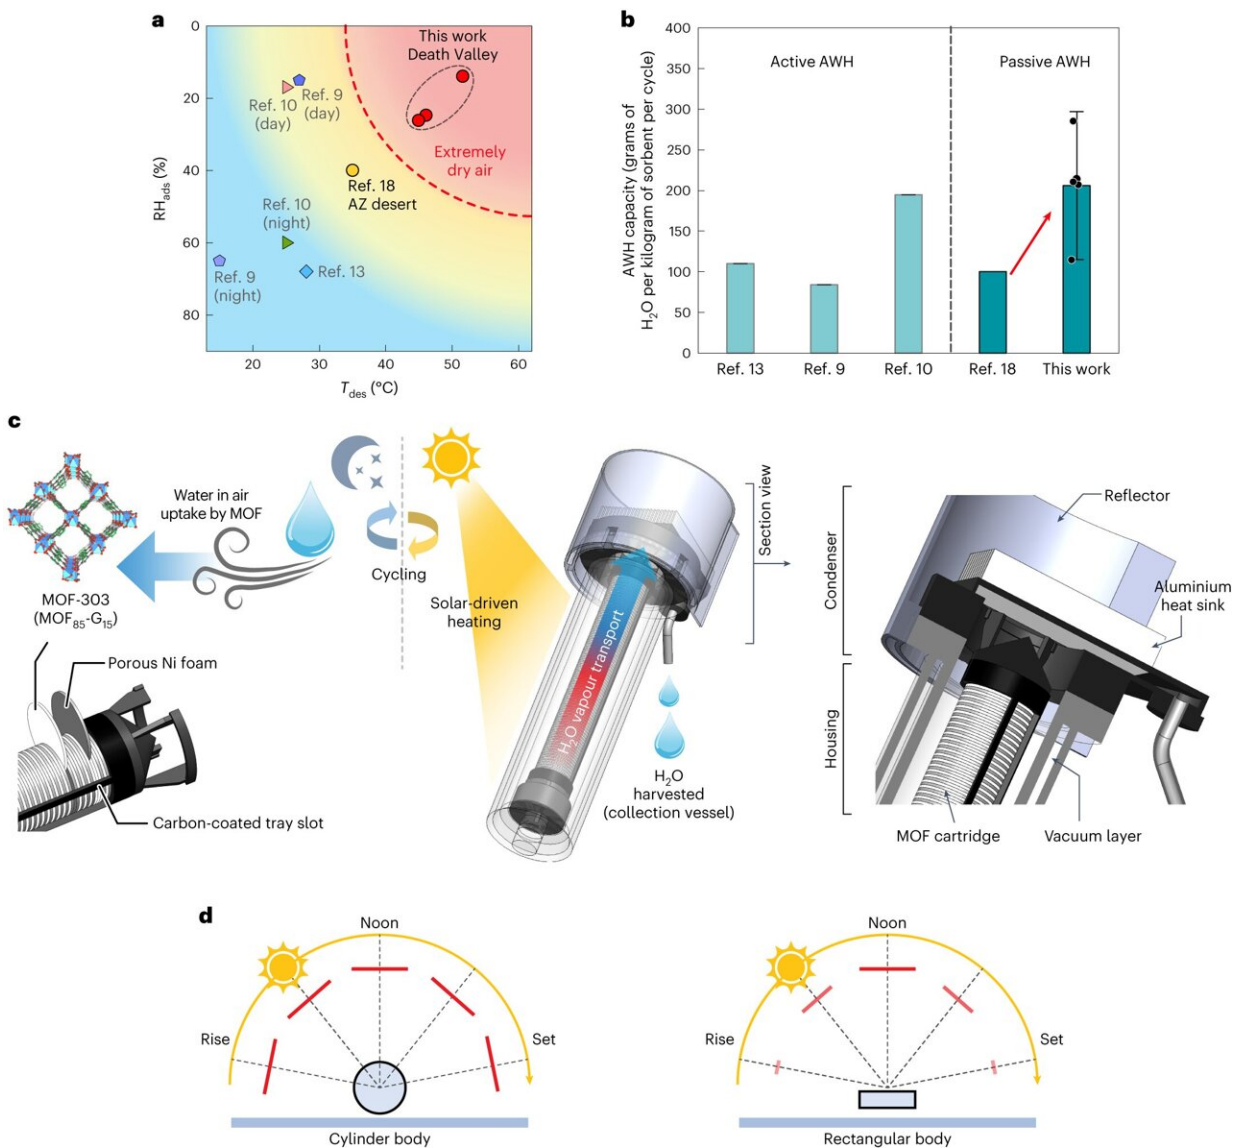 a
0
20
40
60
80
RH_ads (%)
20
30
40
50
60
T_des (°C)
This work
Death Valley
Ref. 9
(day)
Ref. 10
(day)
Extremely
dry air
Ref. 18
AZ desert
Ref. 10
(night)
Ref. 13
Ref. 9
(night)
b
AWH capacity (grams of
H₂O per kilogram of sorbent per cycle)
400
350
300
250
200
150
100
50
0
Active AWH
Passive AWH
Ref. 13
Ref. 9
Ref. 10
Ref. 18
This work
c
Water in air
uptake by MOF
MOF-303
(MOF₈₅-G₁₅)
Porous Ni foam
Carbon-coated tray slot
Cycling
Solar-driven
heating
H₂O vapour transport
H₂O
harvested
(collection vessel)
Section view
Condenser
Housing
Reflector
Aluminium
heat sink
MOF cartridge
Vacuum layer
d
Noon
Rise
Set
Cylinder body
Noon
Rise
Set
Rectangular body